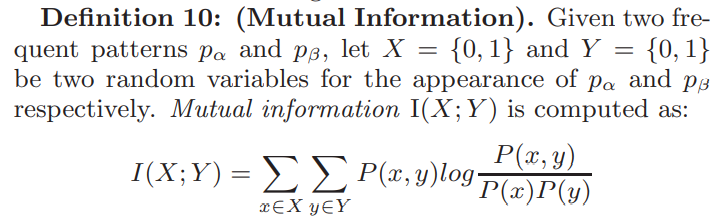 Definition 10: (Mutual Information). Given two fre-
quent patterns pα and pβ, let X = {0, 1} and Y = {0, 1}
be two random variables for the appearance of pα and pβ
respectively. Mutual information I(X; Y) is computed as:
I(X; Y) = ∑x∈X ∑y∈Y P(x, y)log P(x, y) / P(x)P(y)